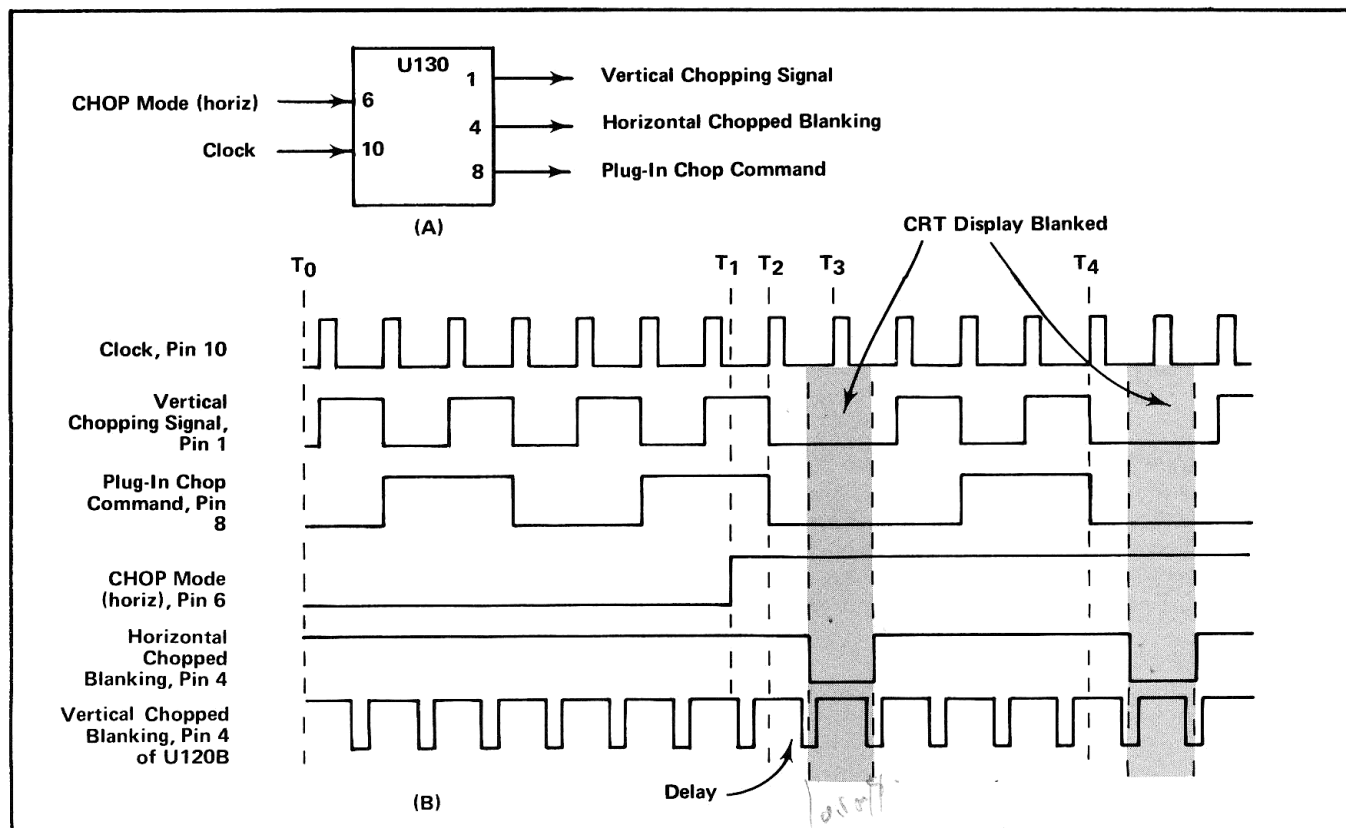 U130
1
Vertical Chopping Signal
CHOP Mode (horiz)
6
4
Horizontal Chopped Blanking
Clock
10
8
Plug-In Chop Command
(A)
CRT Display Blanked
T0
T1
T2
T3
T4
Clock, Pin 10
Vertical
Chopping Signal,
Pin 1
Plug-In Chop
Command, Pin
8
CHOP Mode
(horiz), Pin 6
Horizontal
Chopped
Blanking, Pin 4
Vertical Chopped
Blanking, Pin 4
of U120B
Delay
(B)